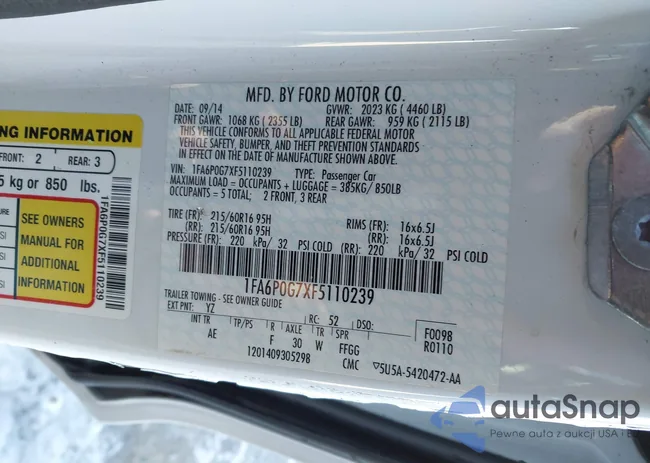 MFD. BY FORD MOTOR CO.
DATE: 09/14 GVWR: 2023 KG ( 4460 LB)
FRONT GAWR: 1068 KG ( 2355 LB) REAR GAWR: 959 KG ( 2115 LB)
THIS VEHICLE CONFORMS TO ALL APPLICABLE FEDERAL MOTOR
VEHICLE SAFETY, BUMPER, AND THEFT PREVENTION STANDARDS
IN EFFECT ON THE DATE OF MANUFACTURE SHOWN ABOVE.
VIN: 1FA6P0G7XF5110239 TYPE: Passenger Car
MAXIMUM LOAD = OCCUPANTS + LUGGAGE = 385KG/ 850LB
OCCUPANTS = 5 TOTAL; 2 FRONT, 3 REAR
TIRE (FR): 215/60R16 95H RIMS (FR): 16x6.5J
(RR): 215/60R16 95H (RR): 16x6.5J
PRESSURE (FR): 220 kPa/ 32 PSI COLD (RR): 220 kPa/ 32 PSI COLD
1FA6P0G7XF5110239
TRAILER TOWING - SEE OWNER GUIDE
EXT PNT: YZ RC: 52 DSO: F0098
INT TR TP/PS R AXLE TR SPR R0110
AE F 30 W FFGG
1201409305298 CMC ▽5U5A-5420472-AA
NG INFORMATION
FRONT: 2 REAR: 3
5 kg or 850 lbs.
SEE OWNERS
MANUAL FOR
ADDITIONAL
INFORMATION
1FA6P0G7XF5110239
autaSnap
Pewne auta z aukcji USA